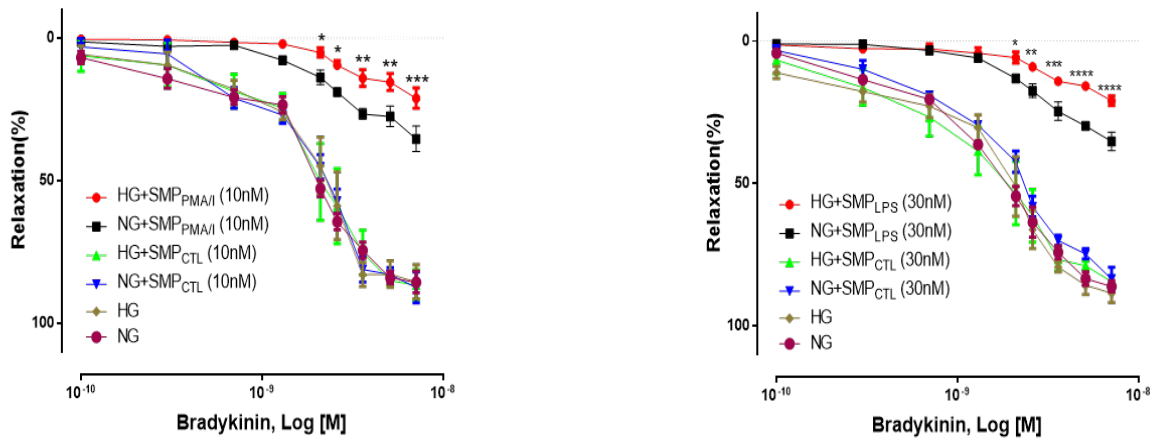 0
50
100
Relaxation(%)
* * ** ** ***
HG+SMPPMA/I (10nM)
NG+SMPPMA/I (10nM)
HG+SMPCTL (10nM)
NG+SMPCTL (10nM)
HG
NG
10-10 10-9 10-8
Bradykinin, Log [M]
0
50
100
Relaxation(%)
* ** *** **** ****
HG+SMPLPS (30nM)
NG+SMPLPS (30nM)
HG+SMPCTL (30nM)
NG+SMPCTL (30nM)
HG
NG
10-10 10-9 10-8
Bradykinin, Log [M]